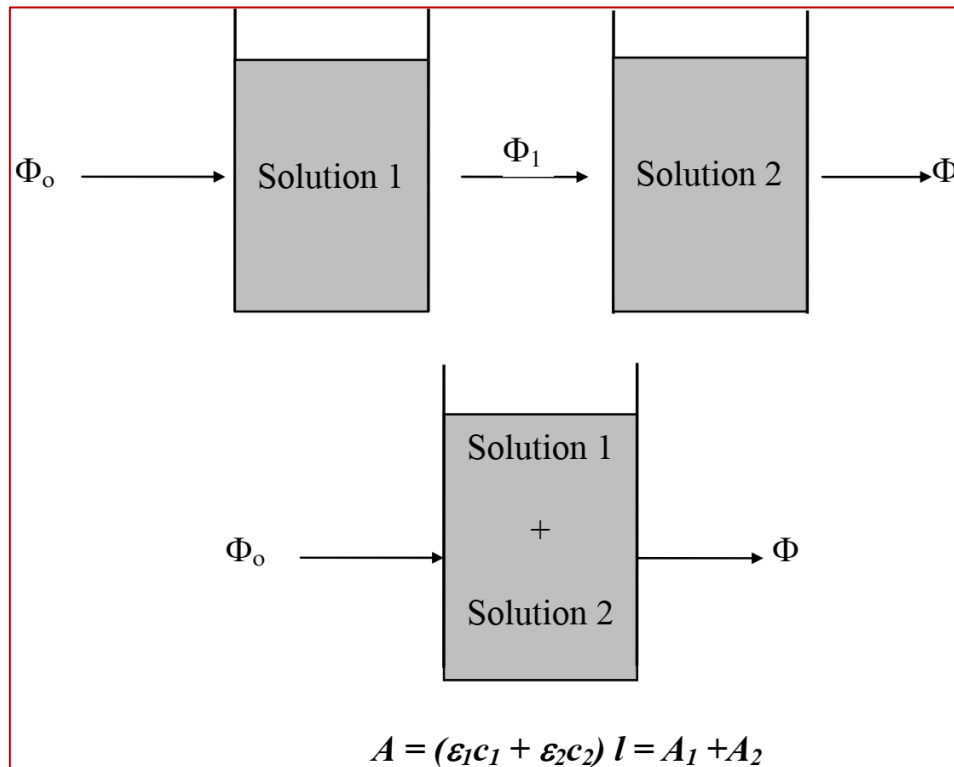 Φₒ Solution 1 Φ₁ Solution 2 Φ
Solution 1
+
Φₒ Φ
Solution 2
A = (ε₁c₁ + ε₂c₂) l = A₁ +A₂